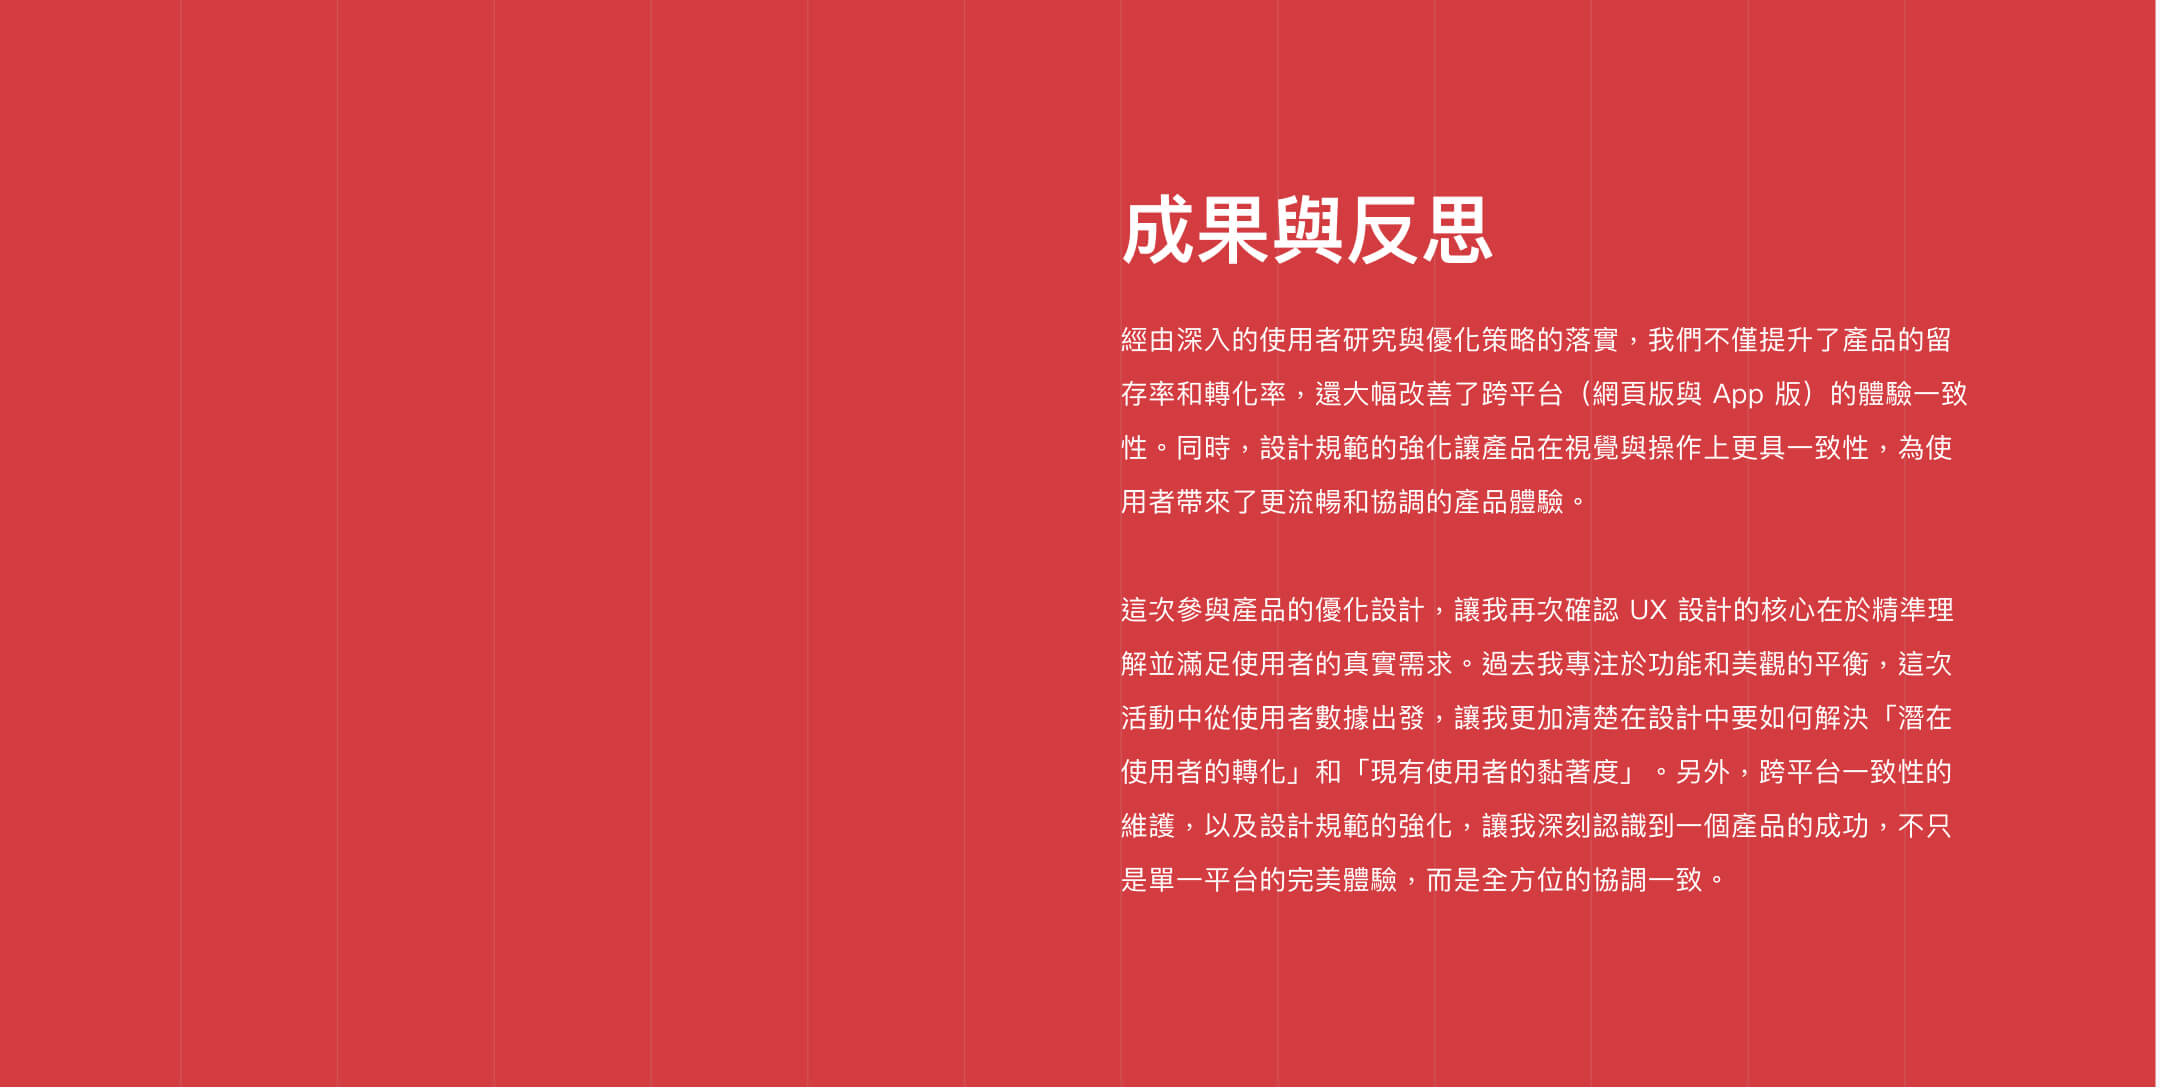 成果與反思
經由深入的使用者研究與優化策略的落實，我們不僅提升了產品的留
存率和轉化率，還大幅改善了跨平台（網頁版與 App 版）的體驗一致
性。同時，設計規範的強化讓產品在視覺與操作上更具一致性，為使
用者帶來了更流暢和協調的產品體驗。
這次參與產品的優化設計，讓我再次確認 UX 設計的核心在於精準理
解並滿足使用者的真實需求。過去我專注於功能和美觀的平衡，這次
活動中從使用者數據出發，讓我更加清楚在設計中要如何解決「潛在
使用者的轉化」和「現有使用者的黏著度」。另外，跨平台一致性的
維護，以及設計規範的強化，讓我深刻認識到一個產品的成功，不只
是單一平台的完美體驗，而是全方位的協調一致。